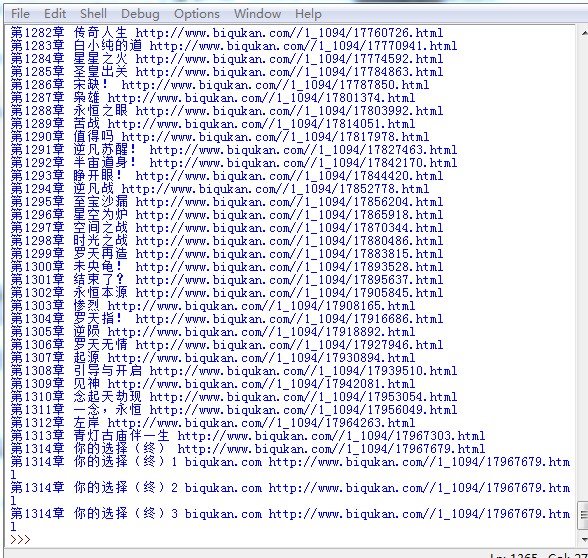 File Edit Shell Debug Options Window Help
第1282章 传奇人生 http://www.biqukan.com//1_1094/17760726.html
第1283章 白小纯的道 http://www.biqukan.com//1_1094/17770941.html
第1284章 星星之火 http://www.biqukan.com//1_1094/17774592.html
第1285章 圣皇出关 http://www.biqukan.com//1_1094/17784863.html
第1286章 宋缺！ http://www.biqukan.com//1_1094/17787850.html
第1287章 枭雄 http://www.biqukan.com//1_1094/17801374.html
第1288章 永恒之眼 http://www.biqukan.com//1_1094/17803992.html
第1289章 苦战 http://www.biqukan.com//1_1094/17814051.html
第1290章 值得吗 http://www.biqukan.com//1_1094/17817978.html
第1291章 逆凡苏醒！ http://www.biqukan.com//1_1094/17827463.html
第1292章 半宙道身！ http://www.biqukan.com//1_1094/17842170.html
第1293章 睁开眼！ http://www.biqukan.com//1_1094/17844420.html
第1294章 逆凡战 http://www.biqukan.com//1_1094/17852778.html
第1295章 至宝沙漏 http://www.biqukan.com//1_1094/17856204.html
第1296章 星空为炉 http://www.biqukan.com//1_1094/17865918.html
第1297章 空间之战 http://www.biqukan.com//1_1094/17870344.html
第1298章 时光之战 http://www.biqukan.com//1_1094/17880486.html
第1299章 罗天再造 http://www.biqukan.com//1_1094/17883815.html
第1300章 未央龟！ http://www.biqukan.com//1_1094/17893528.html
第1301章 结束了？ http://www.biqukan.com//1_1094/17895637.html
第1302章 永恒本源 http://www.biqukan.com//1_1094/17905845.html
第1303章 惨烈 http://www.biqukan.com//1_1094/17908165.html
第1304章 罗天指！ http://www.biqukan.com//1_1094/17916686.html
第1305章 逆陨 http://www.biqukan.com//1_1094/17918892.html
第1306章 罗天无情 http://www.biqukan.com//1_1094/17927946.html
第1307章 起源 http://www.biqukan.com//1_1094/17930894.html
第1308章 引导与开启 http://www.biqukan.com//1_1094/17939510.html
第1309章 见神 http://www.biqukan.com//1_1094/17942081.html
第1310章 念起天劫现 http://www.biqukan.com//1_1094/17953054.html
第1311章 一念，永恒 http://www.biqukan.com//1_1094/17956049.html
第1312章 左岸 http://www.biqukan.com//1_1094/17964263.html
第1313章 青灯古庙伴一生 http://www.biqukan.com//1_1094/17967303.html
第1314章 你的选择（终） http://www.biqukan.com//1_1094/17967679.html
第1314章 你的选择（终）1 biqukan.com http://www.biqukan.com//1_1094/17967679.htm
l
第1314章 你的选择（终）2 biqukan.com http://www.biqukan.com//1_1094/17967679.htm
l
第1314章 你的选择（终）3 biqukan.com http://www.biqukan.com//1_1094/17967679.htm
l
>>>